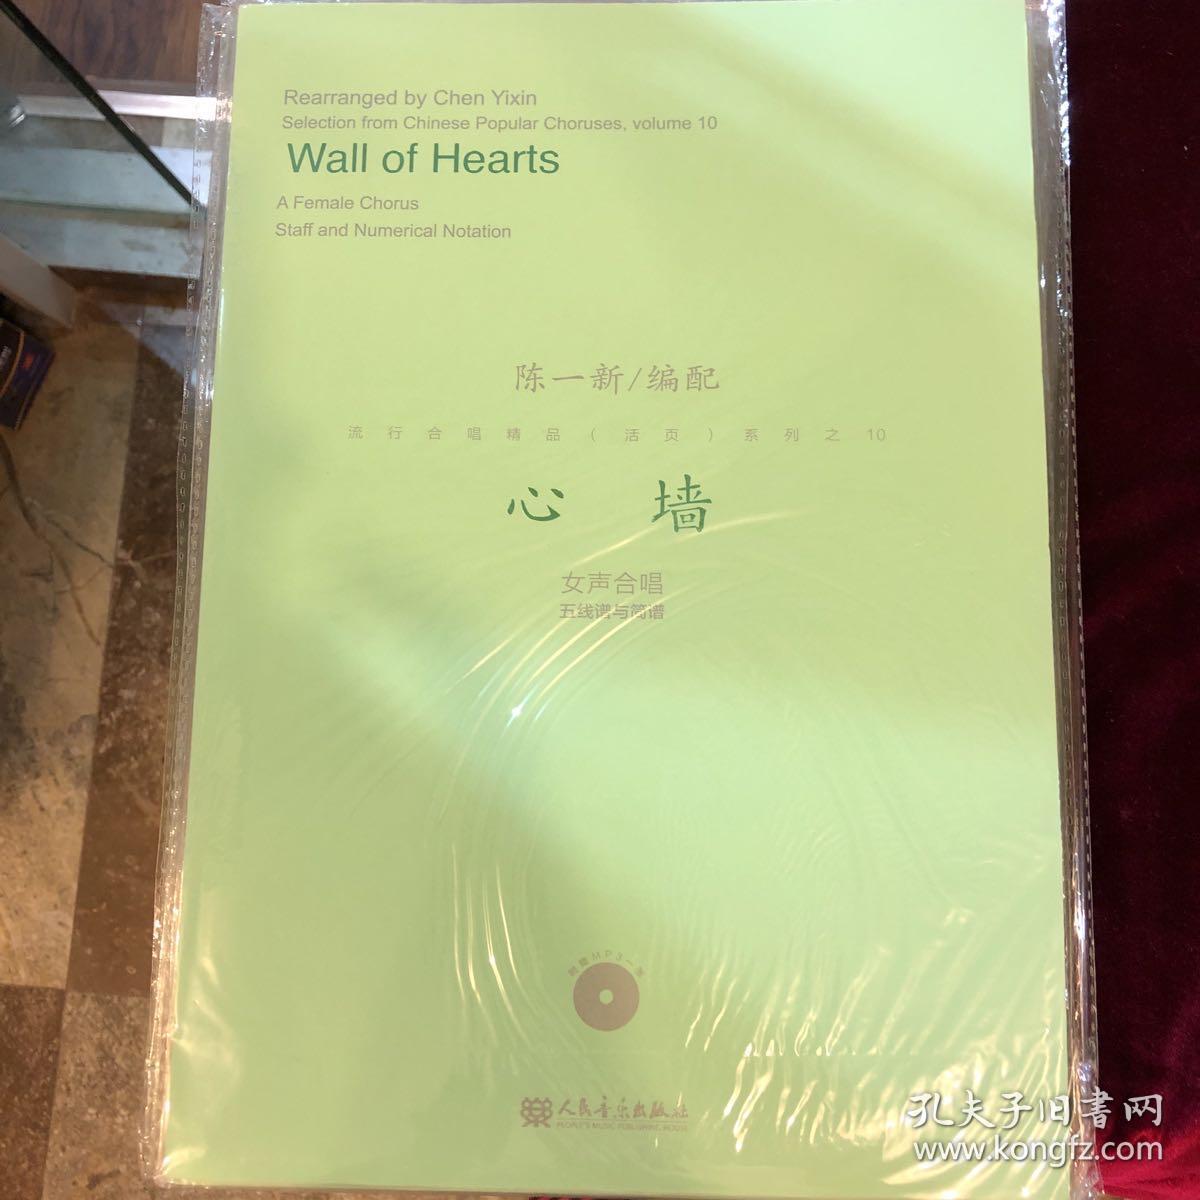 Rearranged by Chen Yixin
Selection from Chinese Popular Choruses, volume 10
Wall of Hearts
A Female Chorus
Staff and Numerical Notation
陈一新/编配
流行合唱精品(活页)系列之10
心 墙
女声合唱
五线谱与简谱
附赠MP3一张
人民音乐出版社
PEOPLE'S MUSIC PUBLISHING HOUSE
孔夫子旧書网
www.kongfz.com